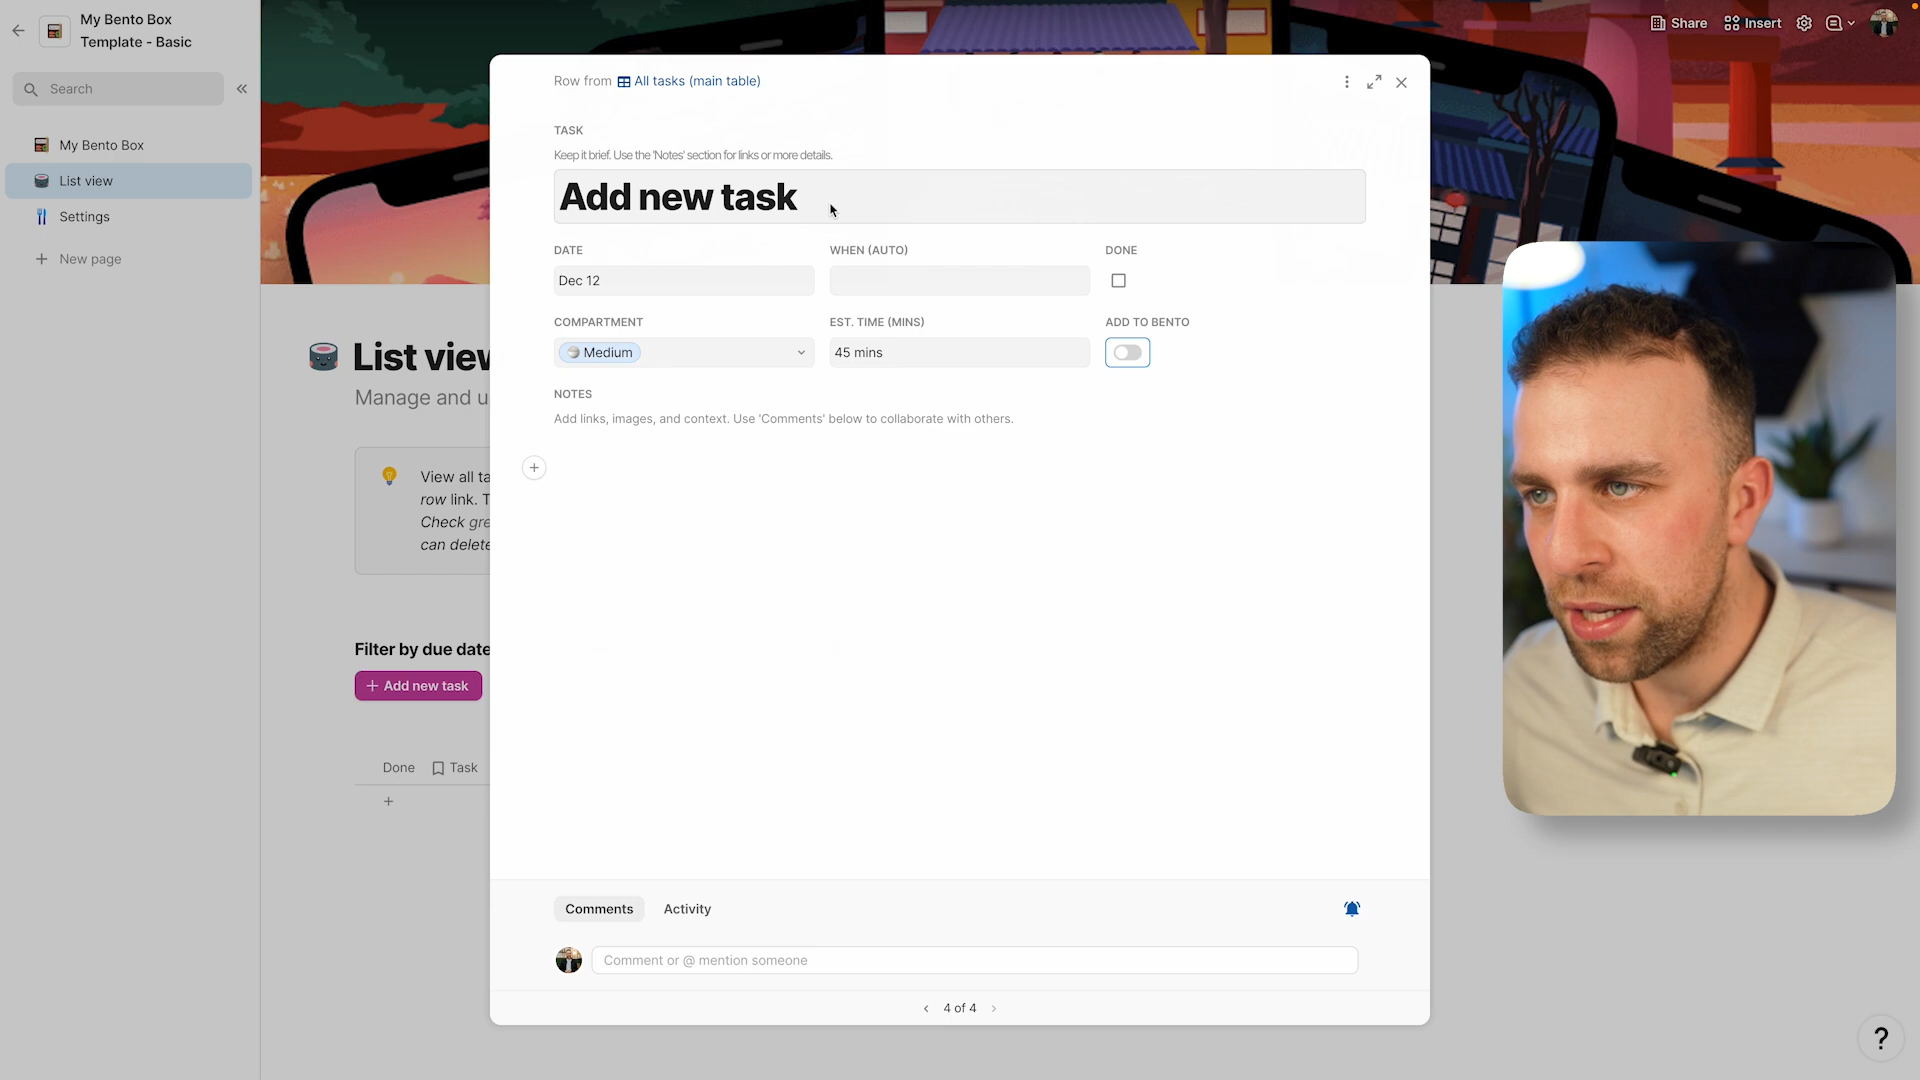 My Bento Box
Template - Basic
Share
Insert
Search
My Bento Box
List view
Settings
New page
List view
Manage and u
View all ta
row link. T
Check gre
can delete
Filter by due date
Add new task
Done
Task
Row from All tasks (main table)
TASK
Keep it brief. Use the 'Notes' section for links or more details.
Add new task
DATE
WHEN (AUTO)
DONE
Dec 12
COMPARTMENT
EST. TIME (MINS)
ADD TO BENTO
Medium
45 mins
NOTES
Add links, images, and context. Use 'Comments' below to collaborate with others.
Comments
Activity
Comment or @ mention someone
4 of 4
?